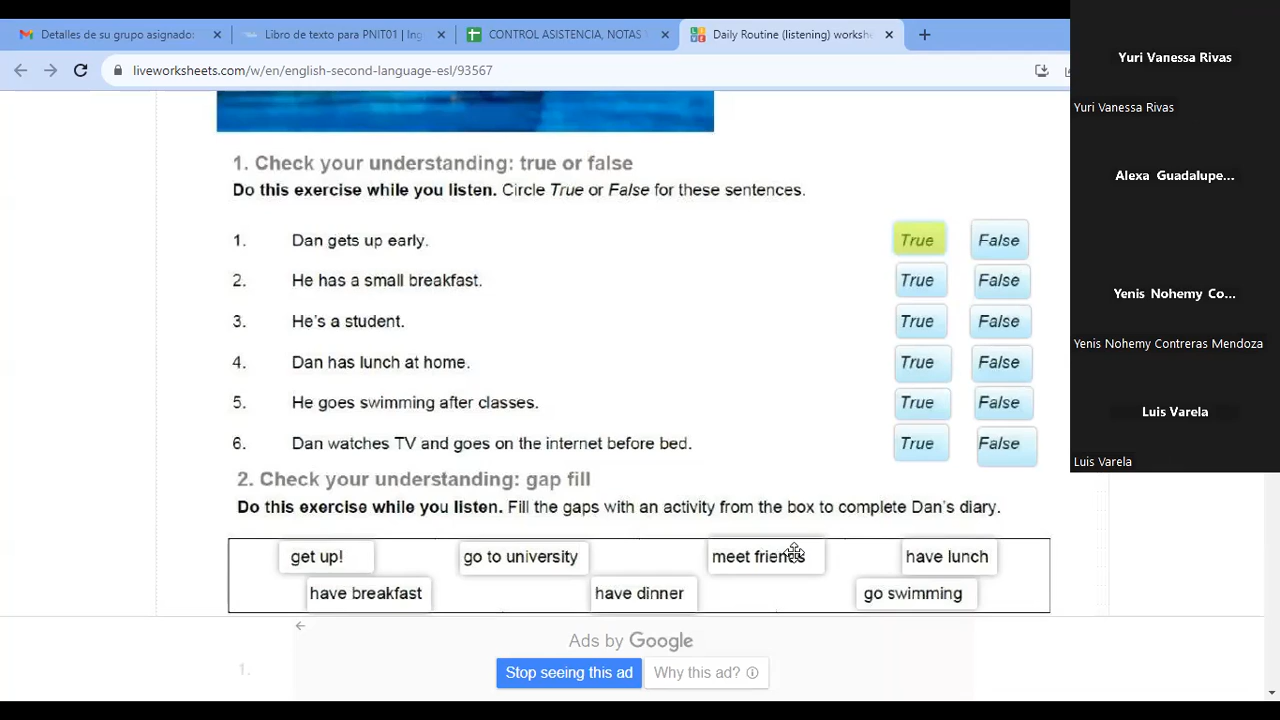 Detalles de su grupo asignado
Libro de texto para PNIT01 | Ing
CONTROL ASISTENCIA, NOTAS
Daily Routine (listening) workshe
liveworksheets.com/w/en/english-second-language-esl/93567
Yuri Vanessa Rivas
Yuri Vanessa Rivas
Alexa Guadalupe...
Yenis Nohemy Co...
Yenis Nohemy Contreras Mendoza
Luis Varela
Luis Varela
1. Check your understanding: true or false
Do this exercise while you listen. Circle True or False for these sentences.
1. Dan gets up early. True False
2. He has a small breakfast. True False
3. He's a student. True False
4. Dan has lunch at home. True False
5. He goes swimming after classes. True False
6. Dan watches TV and goes on the internet before bed. True False
2. Check your understanding: gap fill
Do this exercise while you listen. Fill the gaps with an activity from the box to complete Dan's diary.
get up! go to university meet friends have lunch
have breakfast have dinner go swimming
Ads by Google
1.
Stop seeing this ad Why this ad?